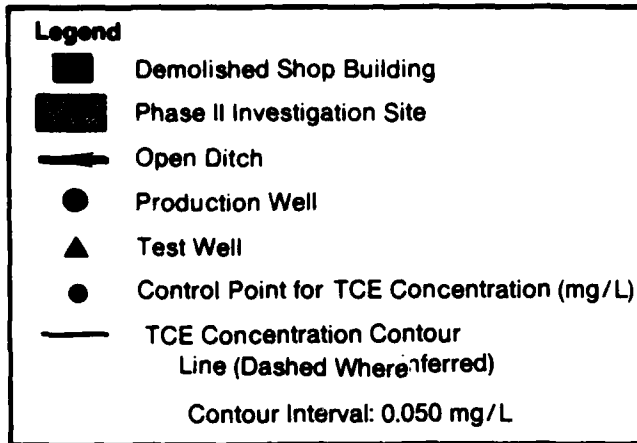 Legend
Demolished Shop Building
Phase II Investigation Site
Open Ditch
Production Well
Test Well
Control Point for TCE Concentration (mg/L)
TCE Concentration Contour
Line (Dashed Where nferred)
Contour Interval: 0.050 mg/L